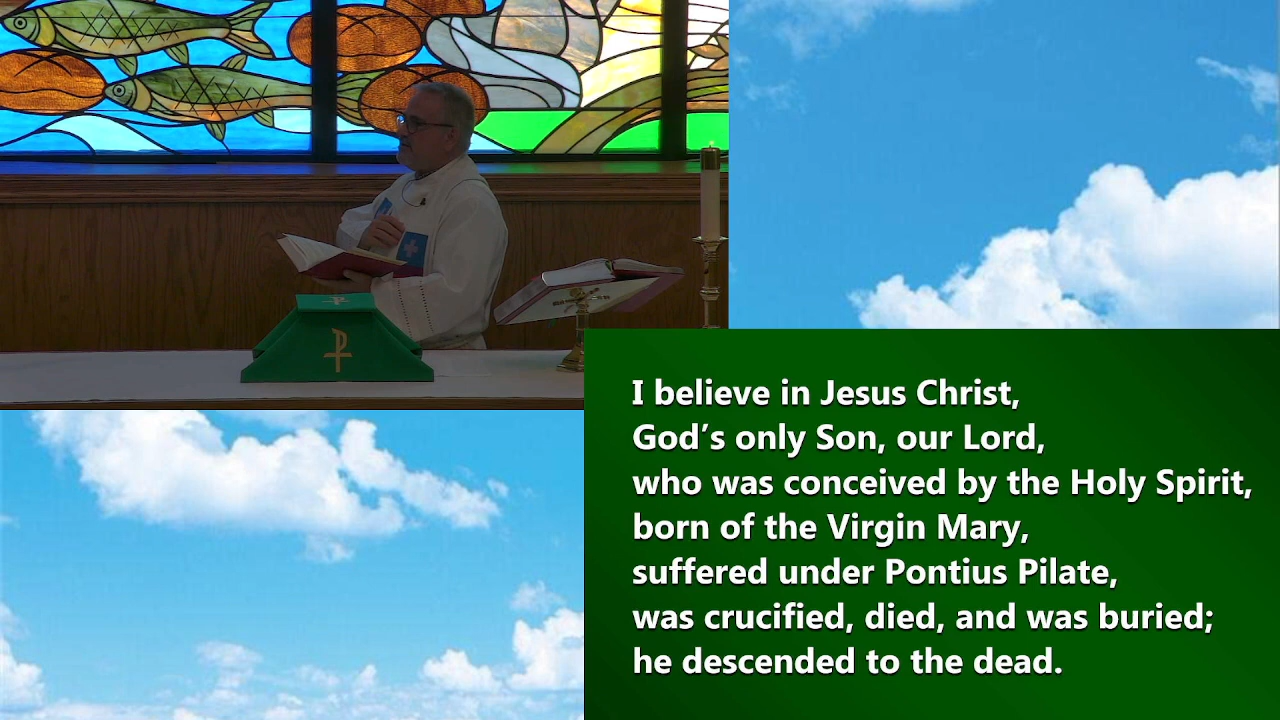 I believe in Jesus Christ,
God’s only Son, our Lord,
who was conceived by the Holy Spirit,
born of the Virgin Mary,
suffered under Pontius Pilate,
was crucified, died, and was buried;
he descended to the dead.